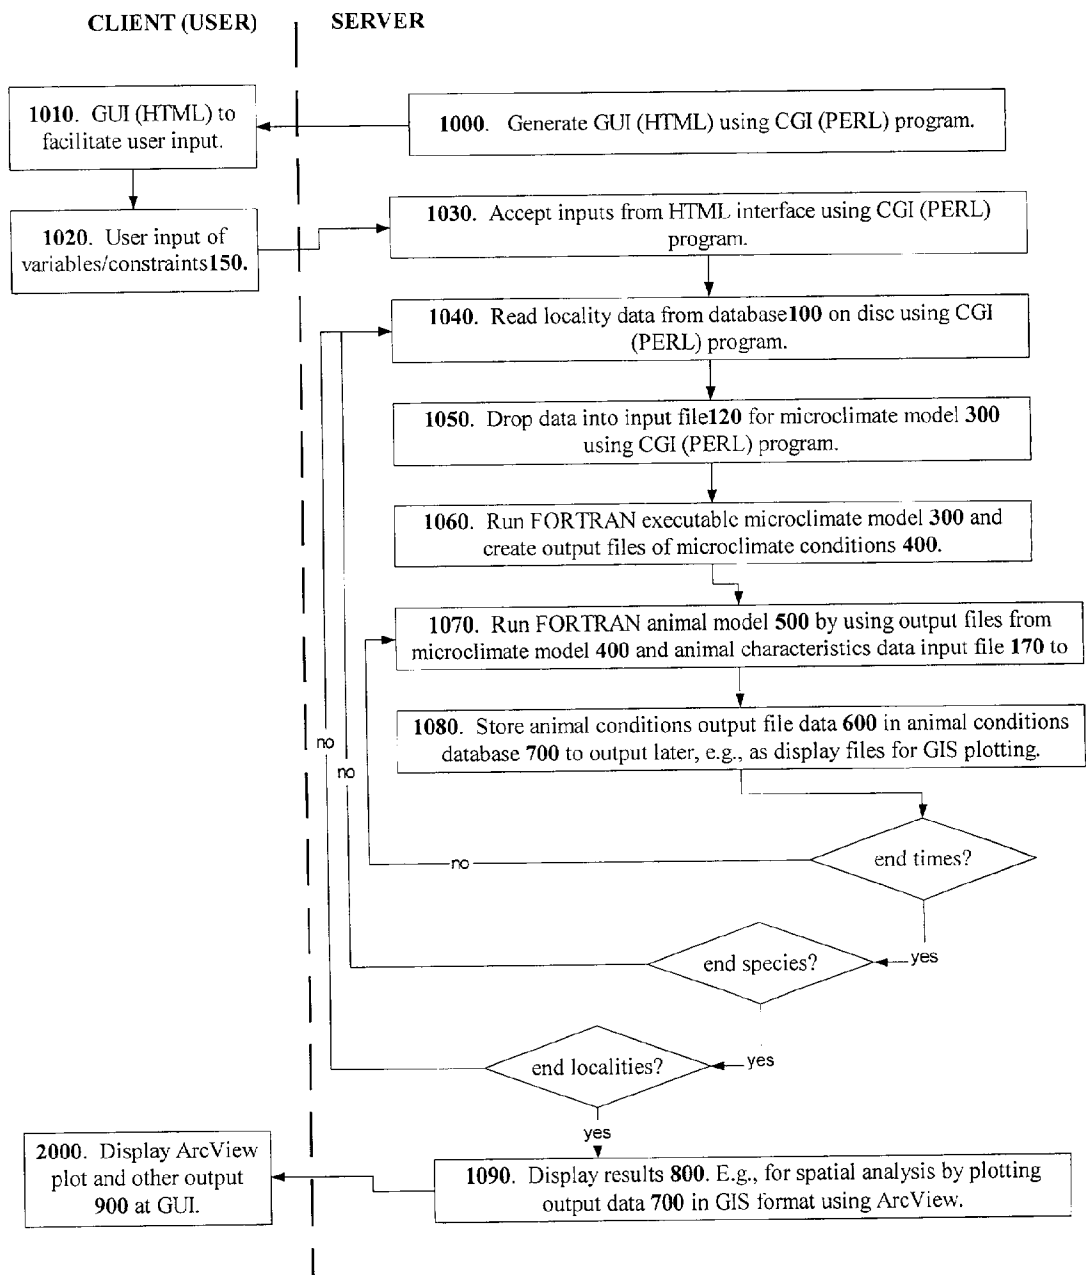 CLIENT (USER)
SERVER
1010. GUI (HTML) to
facilitate user input.
1000. Generate GUI (HTML) using CGI (PERL) program.
1020. User input of
variables/constraints150.
1030. Accept inputs from HTML interface using CGI (PERL)
program.
1040. Read locality data from database100 on disc using CGI
(PERL) program.
1050. Drop data into input file120 for microclimate model 300
using CGI (PERL) program.
1060. Run FORTRAN executable microclimate model 300 and
create output files of microclimate conditions 400.
1070. Run FORTRAN animal model 500 by using output files from
microclimate model 400 and animal characteristics data input file 170 to
1080. Store animal conditions output file data 600 in animal conditions
database 700 to output later, e.g., as display files for GIS plotting.
no
no
end times?
no
yes
end species?
yes
end localities?
yes
2000. Display ArcView
plot and other output
900 at GUI.
1090. Display results 800. E.g., for spatial analysis by plotting
output data 700 in GIS format using ArcView.